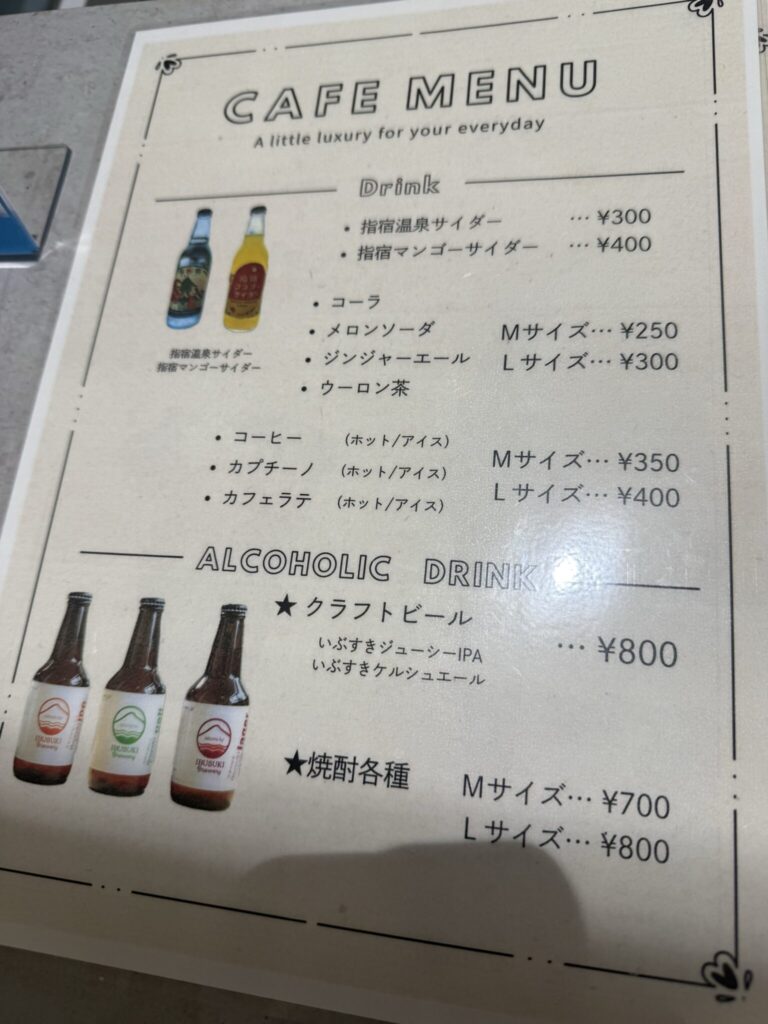 CAFE MENU
A little luxury for your everyday
Drink
・指宿温泉サイダー … ¥300
・指宿マンゴーサイダー … ¥400
指宿温泉サイダー
指宿マンゴーサイダー
・コーラ
・メロンソーダ Mサイズ… ¥250
・ジンジャーエール Lサイズ… ¥300
・ウーロン茶
・コーヒー (ホット/アイス)
・カプチーノ (ホット/アイス) Mサイズ… ¥350
・カフェラテ (ホット/アイス) Lサイズ… ¥400
ALCOHOLIC DRINK
★クラフトビール
いぶすきジューシーIPA … ¥800
いぶすきケルシュエール
IBUSUKI
Brewery
IBUSUKI
Brewery
IBUSUKI
Brewery
★焼酎各種 Mサイズ… ¥700
Lサイズ… ¥800